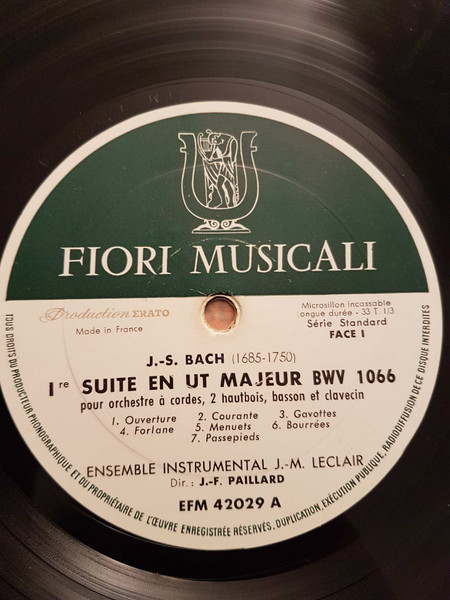 FIORI MUSICALI
Production ERATO
Made in France
Microsillon incassable
longue durée - 33 T. 1/3
Série Standard
FACE I
J.-S. BACH (1685-1750)
1re SUITE EN UT MAJEUR BWV 1066
pour orchestre à cordes, 2 hautbois, basson et clavecin
1. Ouverture 2. Courante 3. Gavottes
4. Forlane 5. Menuets 6. Bourrées
7. Passepieds
ENSEMBLE INSTRUMENTAL J.-M. LECLAIR
Dir.: J.-F. PAILLARD
EFM 42029 A
TOUS DROITS DU PRODUCTEUR PHONOGRAPHIQUE ET DU PROPRIÉTAIRE DE L'ŒUVRE ENREGISTRÉE RÉSERVÉS, DUPLICATION, EXÉCUTION PUBLIQUE, RADIODIFFUSION DE CE DISQUE INTERDITES